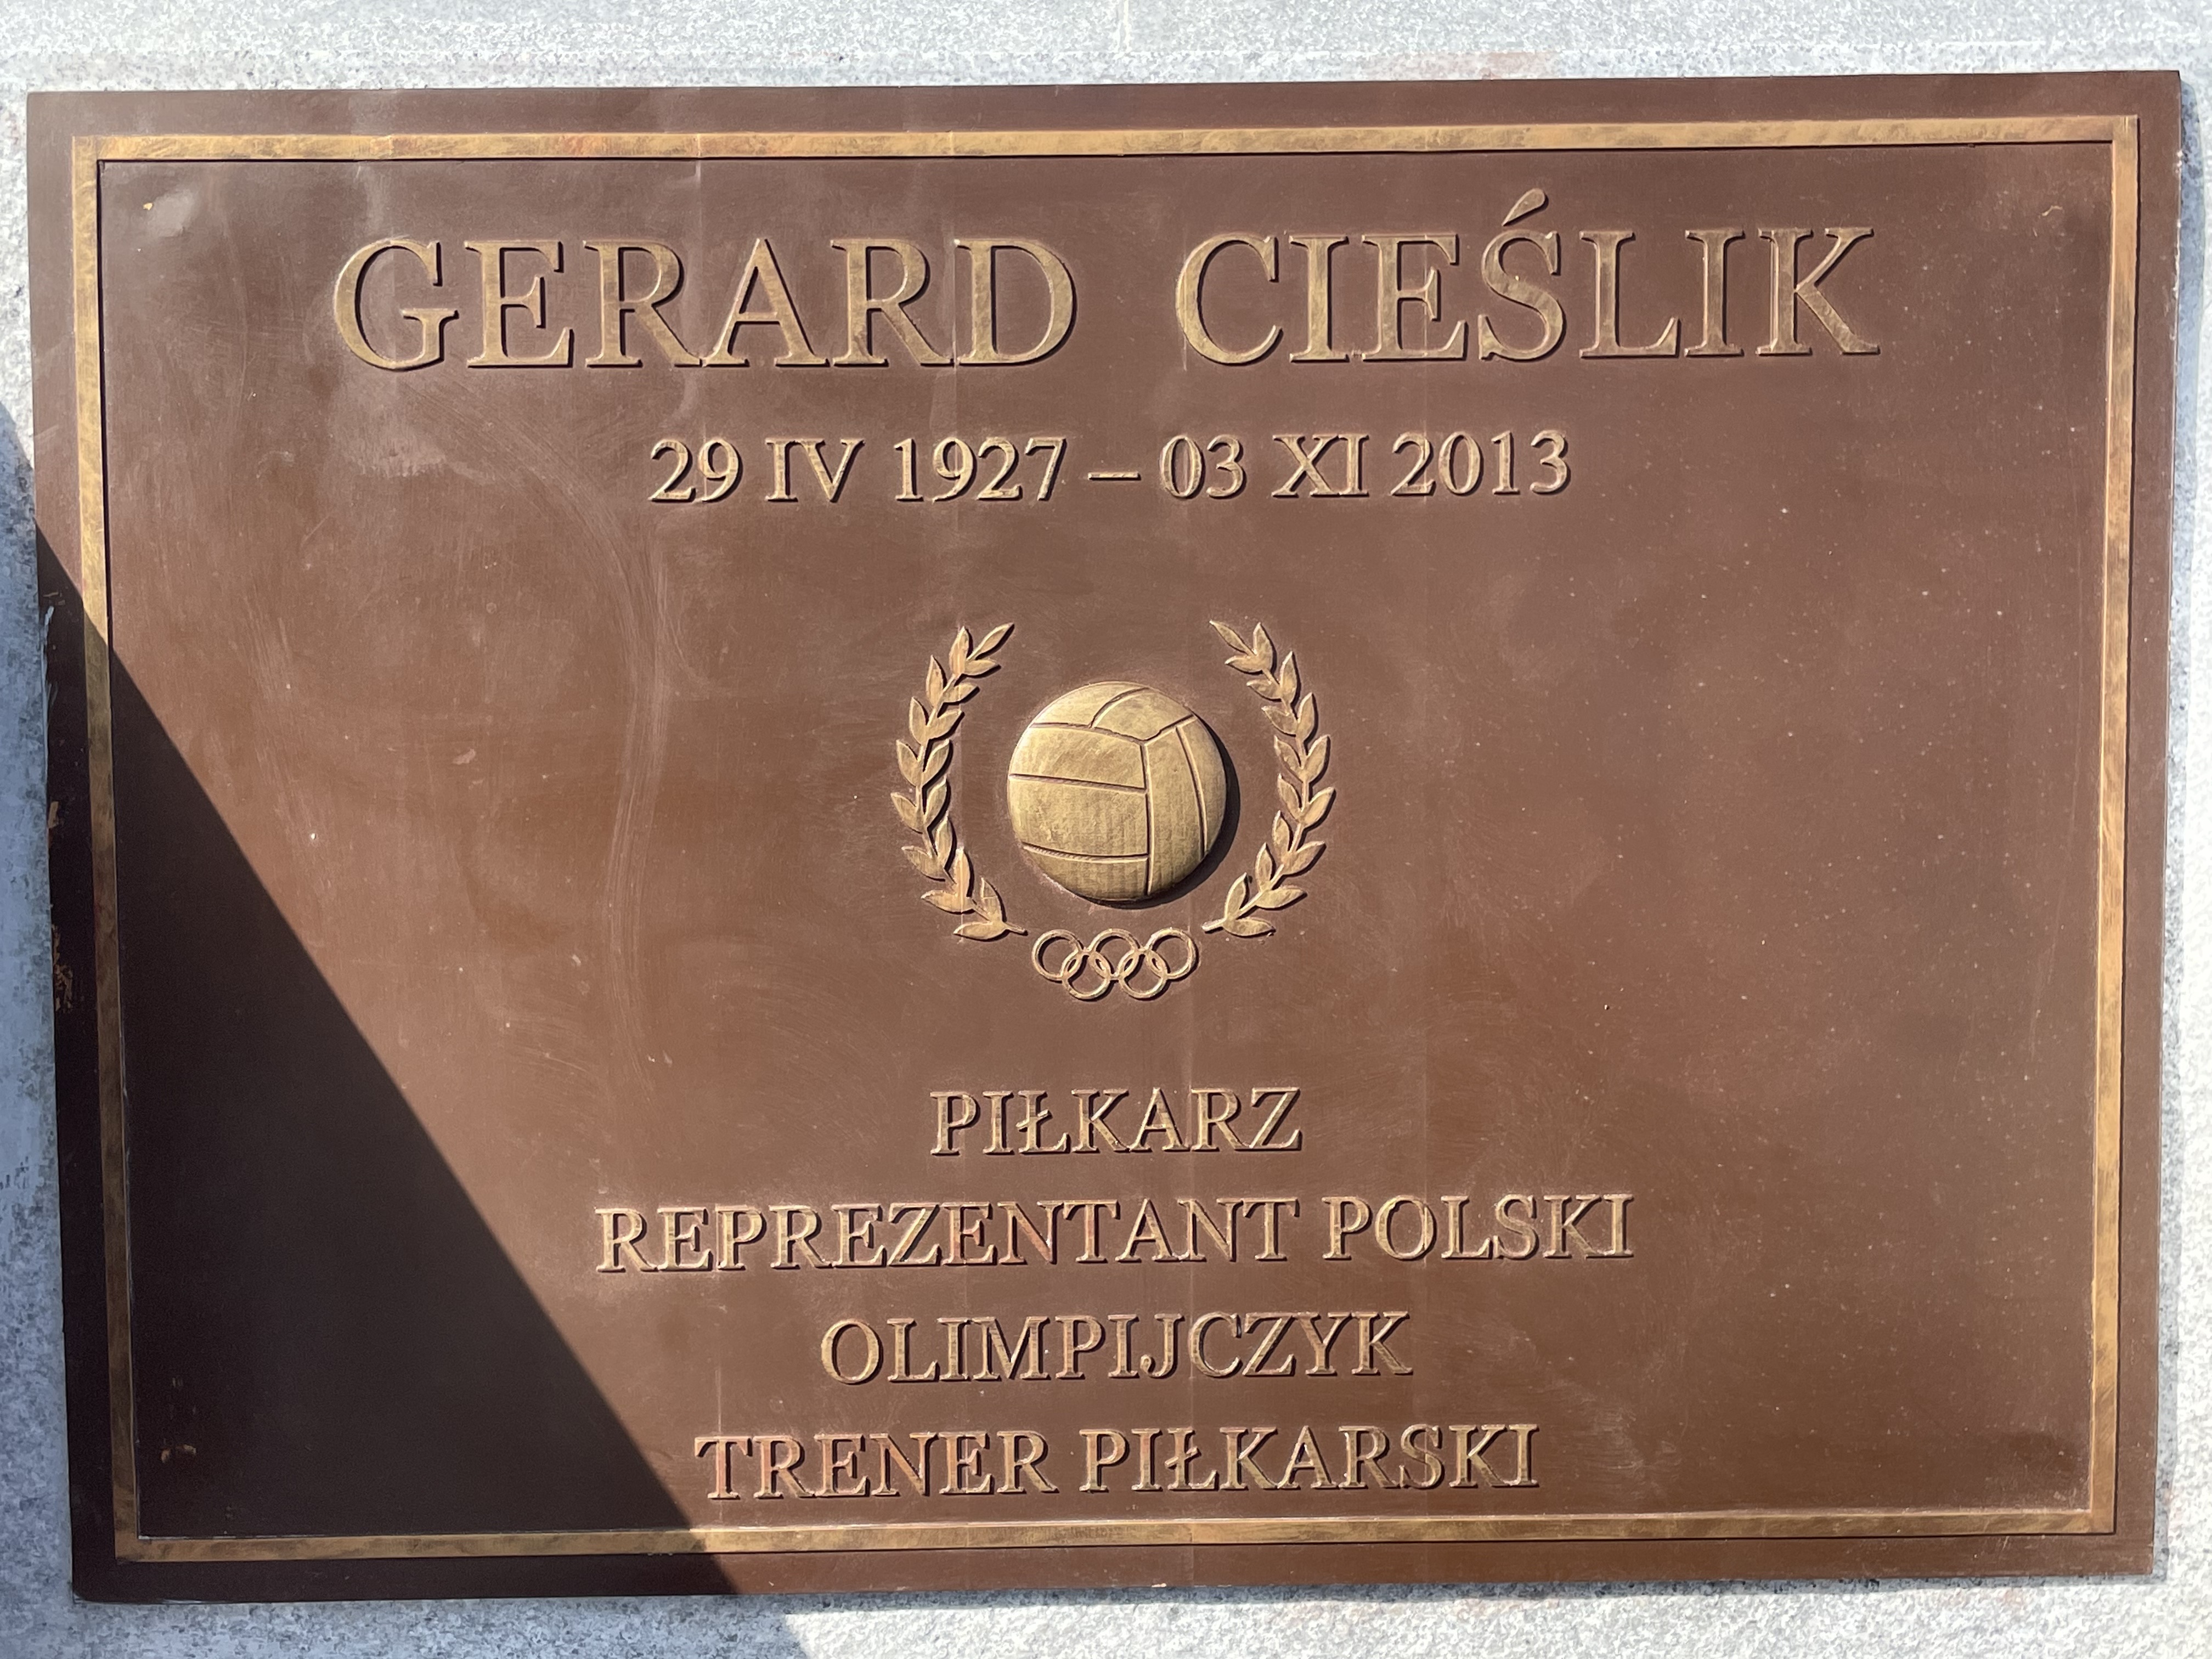 GERARD CIEŚLIK
29 IV 1927 – 03 XI 2013
PIŁKARZ
REPREZENTANT POLSKI
OLIMPIJCZYK
TRENER PIŁKARSKI